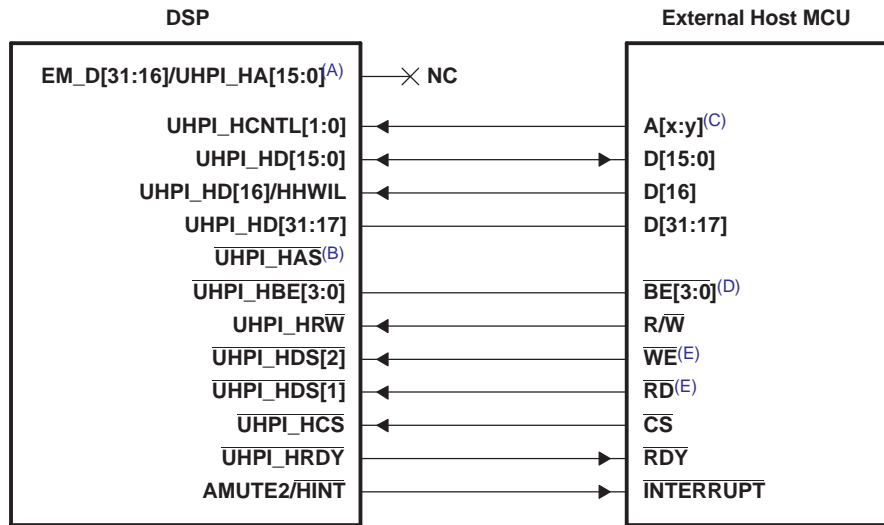 DSP External Host MCU
EM_D[31:16]/UHPI_HA[15:0](A) NC
UHPI_HCNTL[1:0] A[x:y](C)
UHPI_HD[15:0] D[15:0]
UHPI_HD[16]/HHWIL D[16]
UHPI_HD[31:17] D[31:17]
UHPI_HAS(B)
UHPI_HBE[3:0] BE[3:0](D)
UHPI_HRW R/W
UHPI_HDS[2] WE(E)
UHPI_HDS[1] RD(E)
UHPI_HCS CS
UHPI_HRDY RDY
AMUTE2/HINT INTERRUPT